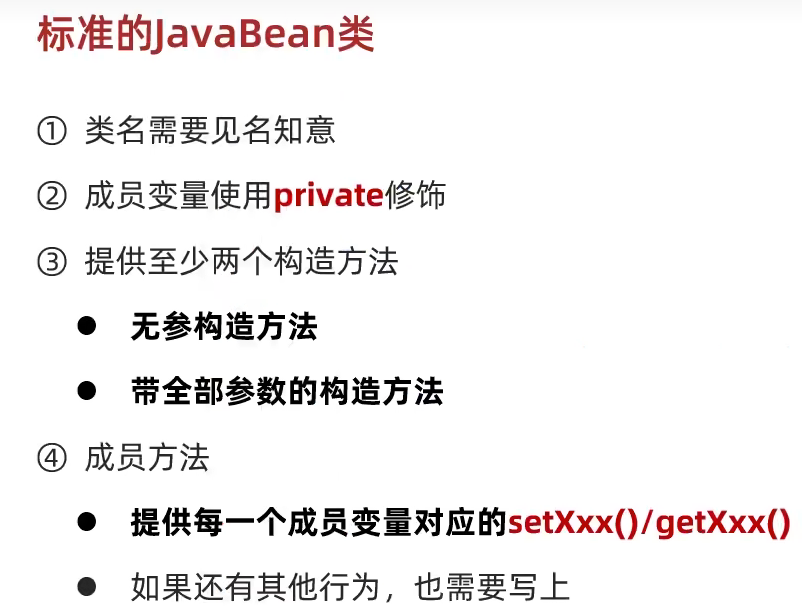 标准的JavaBean类
① 类名需要见名知意
② 成员变量使用private修饰
③ 提供至少两个构造方法
● 无参构造方法
● 带全部参数的构造方法
④ 成员方法
● 提供每一个成员变量对应的setXxx()/getXxx()
● 如果还有其他行为，也需要写上